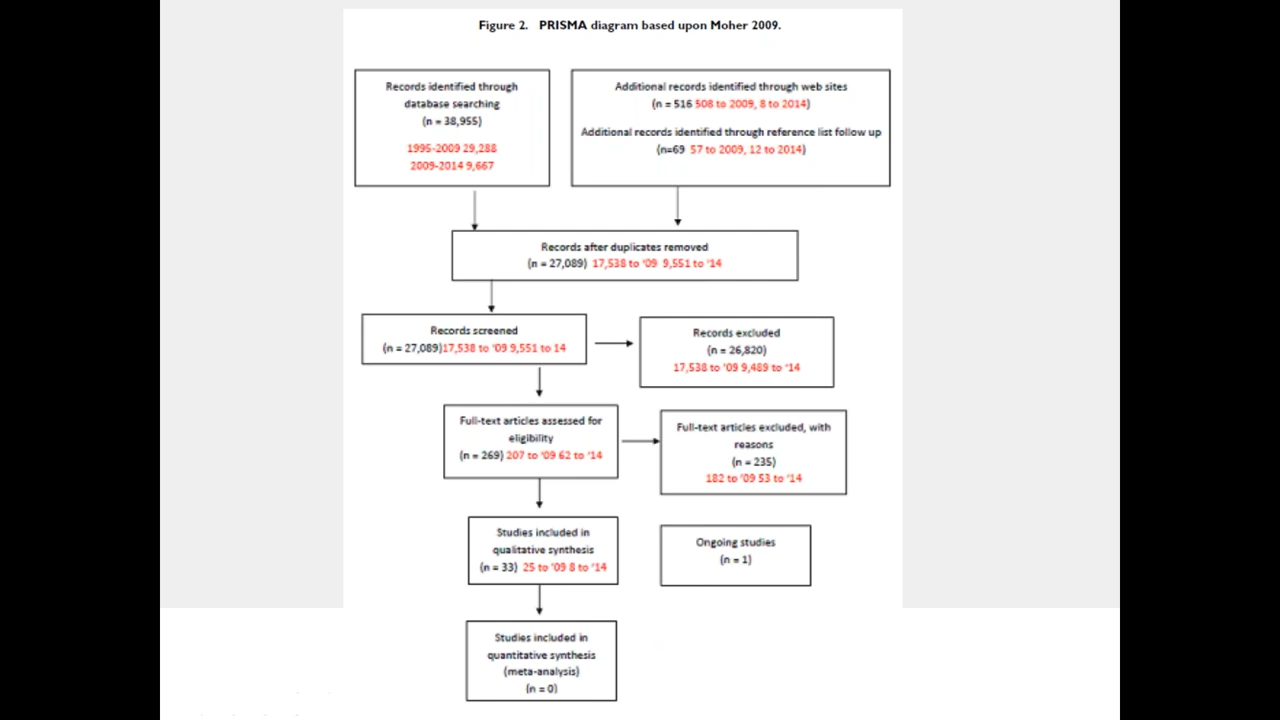 Figure 2. PRISMA diagram based upon Moher 2009.
Records identified through
database searching
(n = 38,955)
1995-2009 29,288
2009-2014 9,667
Additional records identified through web sites
(n = 516 508 to 2009, 8 to 2014)
Additional records identified through reference list follow up
(n=69 57 to 2009, 12 to 2014)
Records after duplicates removed
(n = 27,089) 17,538 to '09 9,551 to '14
Records screened
(n = 27,089)17,538 to '09 9,551 to 14
Records excluded
(n = 26,820)
17,538 to '09 9,489 to '14
Full-text articles assessed for
eligibility
(n = 269) 207 to '09 62 to '14
Full-text articles excluded, with
reasons
(n = 235)
182 to '09 53 to '14
Studies included in
qualitative synthesis
(n = 33) 25 to '09 8 to '14
Ongoing studies
(n = 1)
Studies included in
quantitative synthesis
(meta-analysis)
(n = 0)